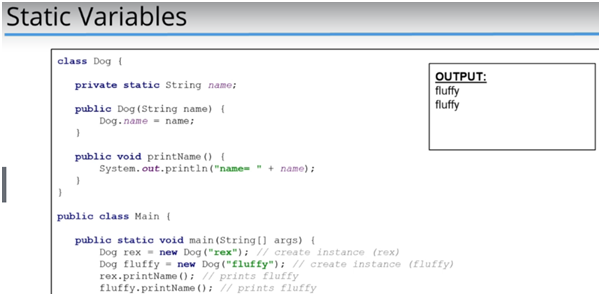 Static Variables
class Dog {
private static String name;
public Dog(String name) {
Dog.name = name;
}
public void printName() {
System.out.println("name= " + name);
}
}
public class Main {
public static void main(String[] args) {
Dog rex = new Dog("rex"); // create instance (rex)
Dog fluffy = new Dog("fluffy"); // create instance (fluffy)
rex.printName(); // prints fluffy
fluffy.printName(); // prints fluffy
OUTPUT:
fluffy
fluffy